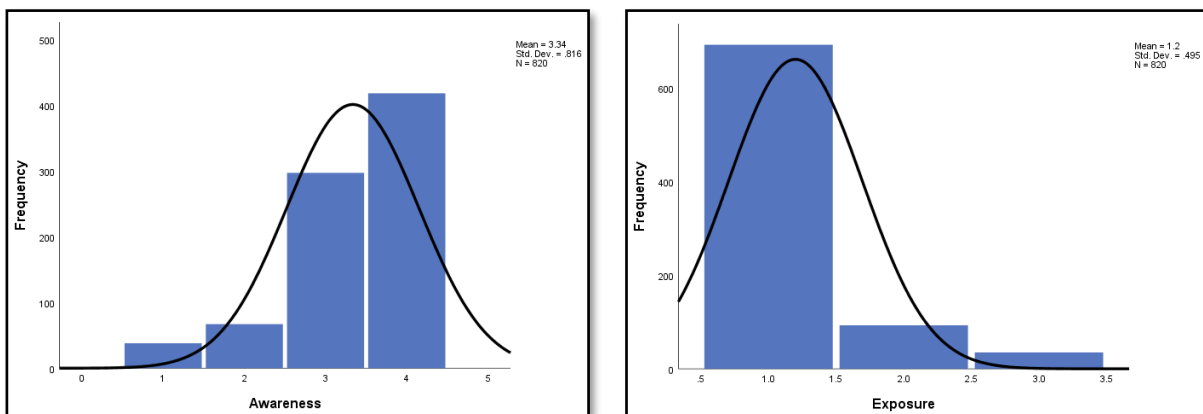 500
400
300
200
100
0
Frequency
Mean = 3.34
Std. Dev. = .816
N = 820
0 1 2 3 4 5
Awareness
600
400
200
0
Frequency
Mean = 1.2
Std. Dev. = .495
N = 820
.5 1.0 1.5 2.0 2.5 3.0 3.5
Exposure